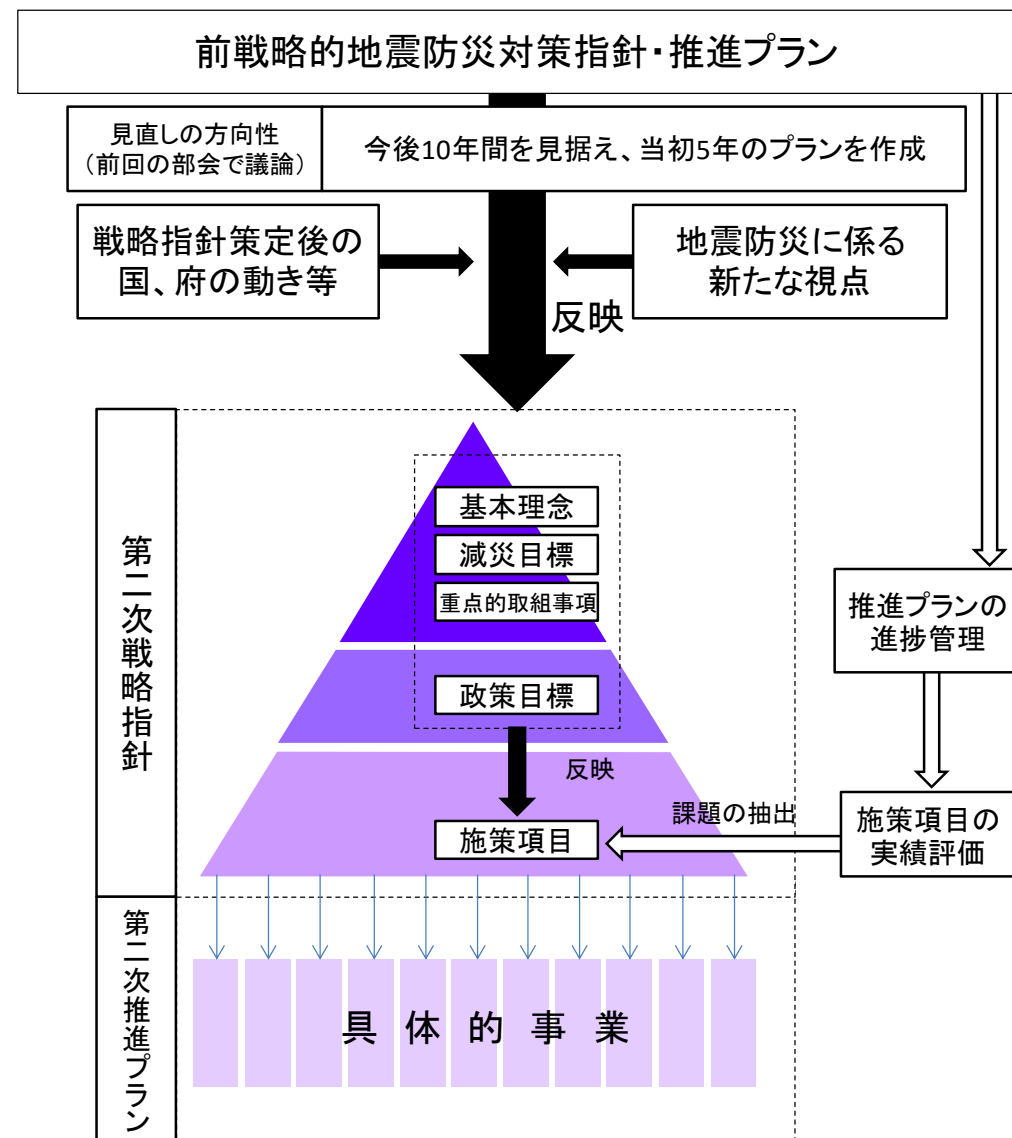 前戦略的地震防災対策指針・推進プラン
見直しの方向性
（前回の部会で議論）
今後10年間を見据え、当初5年のプランを作成
戦略指針策定後の
国、府の動き等
地震防災に係る
新たな視点
反映
第二次戦略指針
基本理念
減災目標
重点的取組事項
政策目標
反映
施策項目
課題の抽出
推進プランの
進捗管理
施策項目の
実績評価
第二次推進プラン
具体的事業